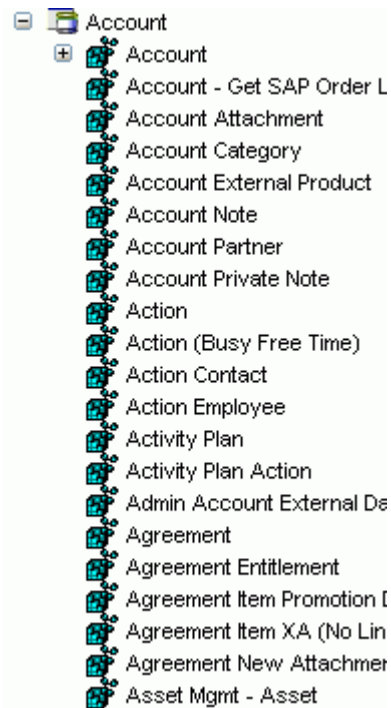 Account
Account
Account - Get SAP Order L
Account Attachment
Account Category
Account External Product
Account Note
Account Partner
Account Private Note
Action
Action (Busy Free Time)
Action Contact
Action Employee
Activity Plan
Activity Plan Action
Admin Account External Da
Agreement
Agreement Entitlement
Agreement Item Promotion D
Agreement Item XA (No Lin
Agreement New Attachmen
Asset Mgmt - Asset